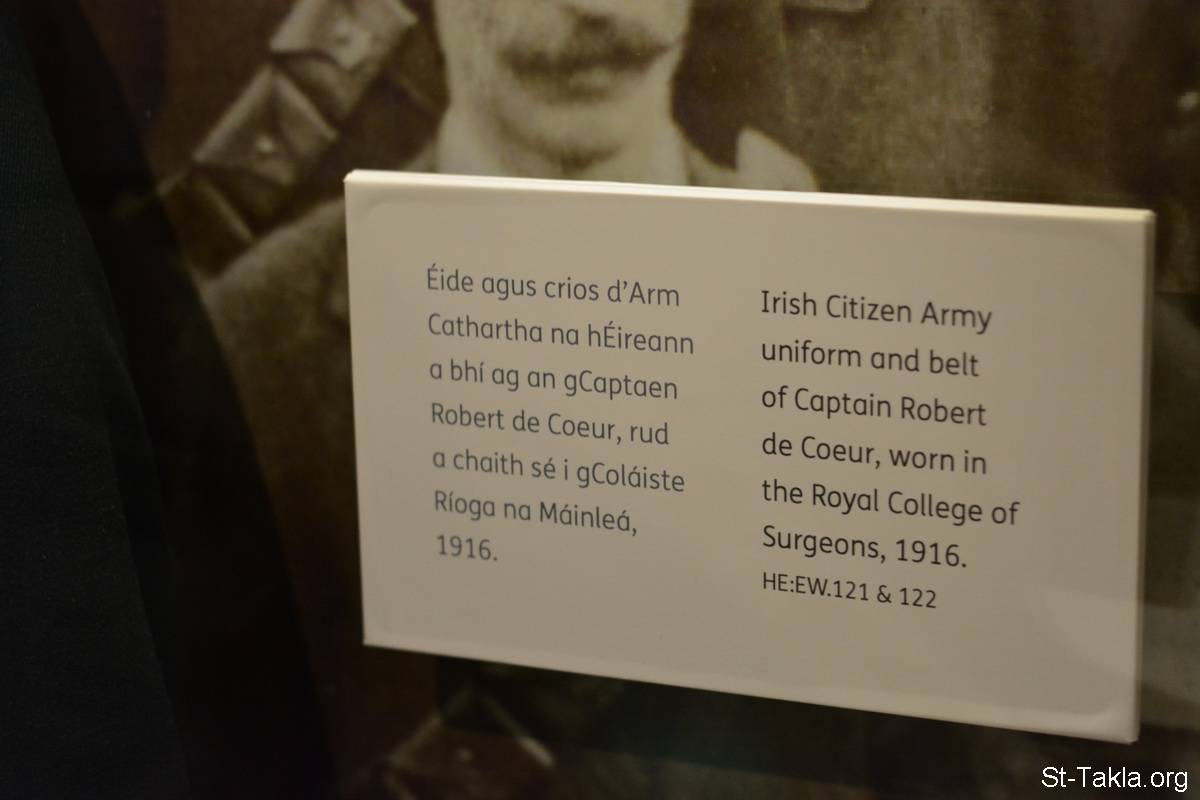 Éide agus crios d'Arm
Cathartha na hÉireann
a bhí ag an gCaptaen
Robert de Coeur, rud
a chaith sé i gColáiste
Ríoga na Máinleá,
1916.
Irish Citizen Army
uniform and belt
of Captain Robert
de Coeur, worn in
the Royal College of
Surgeons, 1916.
HE:EW.121 & 122
St-Takla.org